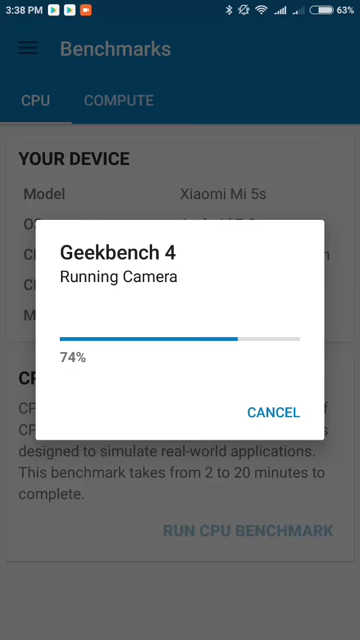 3:38 PM
63%
Benchmarks
CPU
COMPUTE
YOUR DEVICE
Model
Xiaomi Mi 5s
Geekbench 4
Running Camera
74%
CANCEL
designed to simulate real-world applications.
This benchmark takes from 2 to 20 minutes to
complete.
RUN CPU BENCHMARK